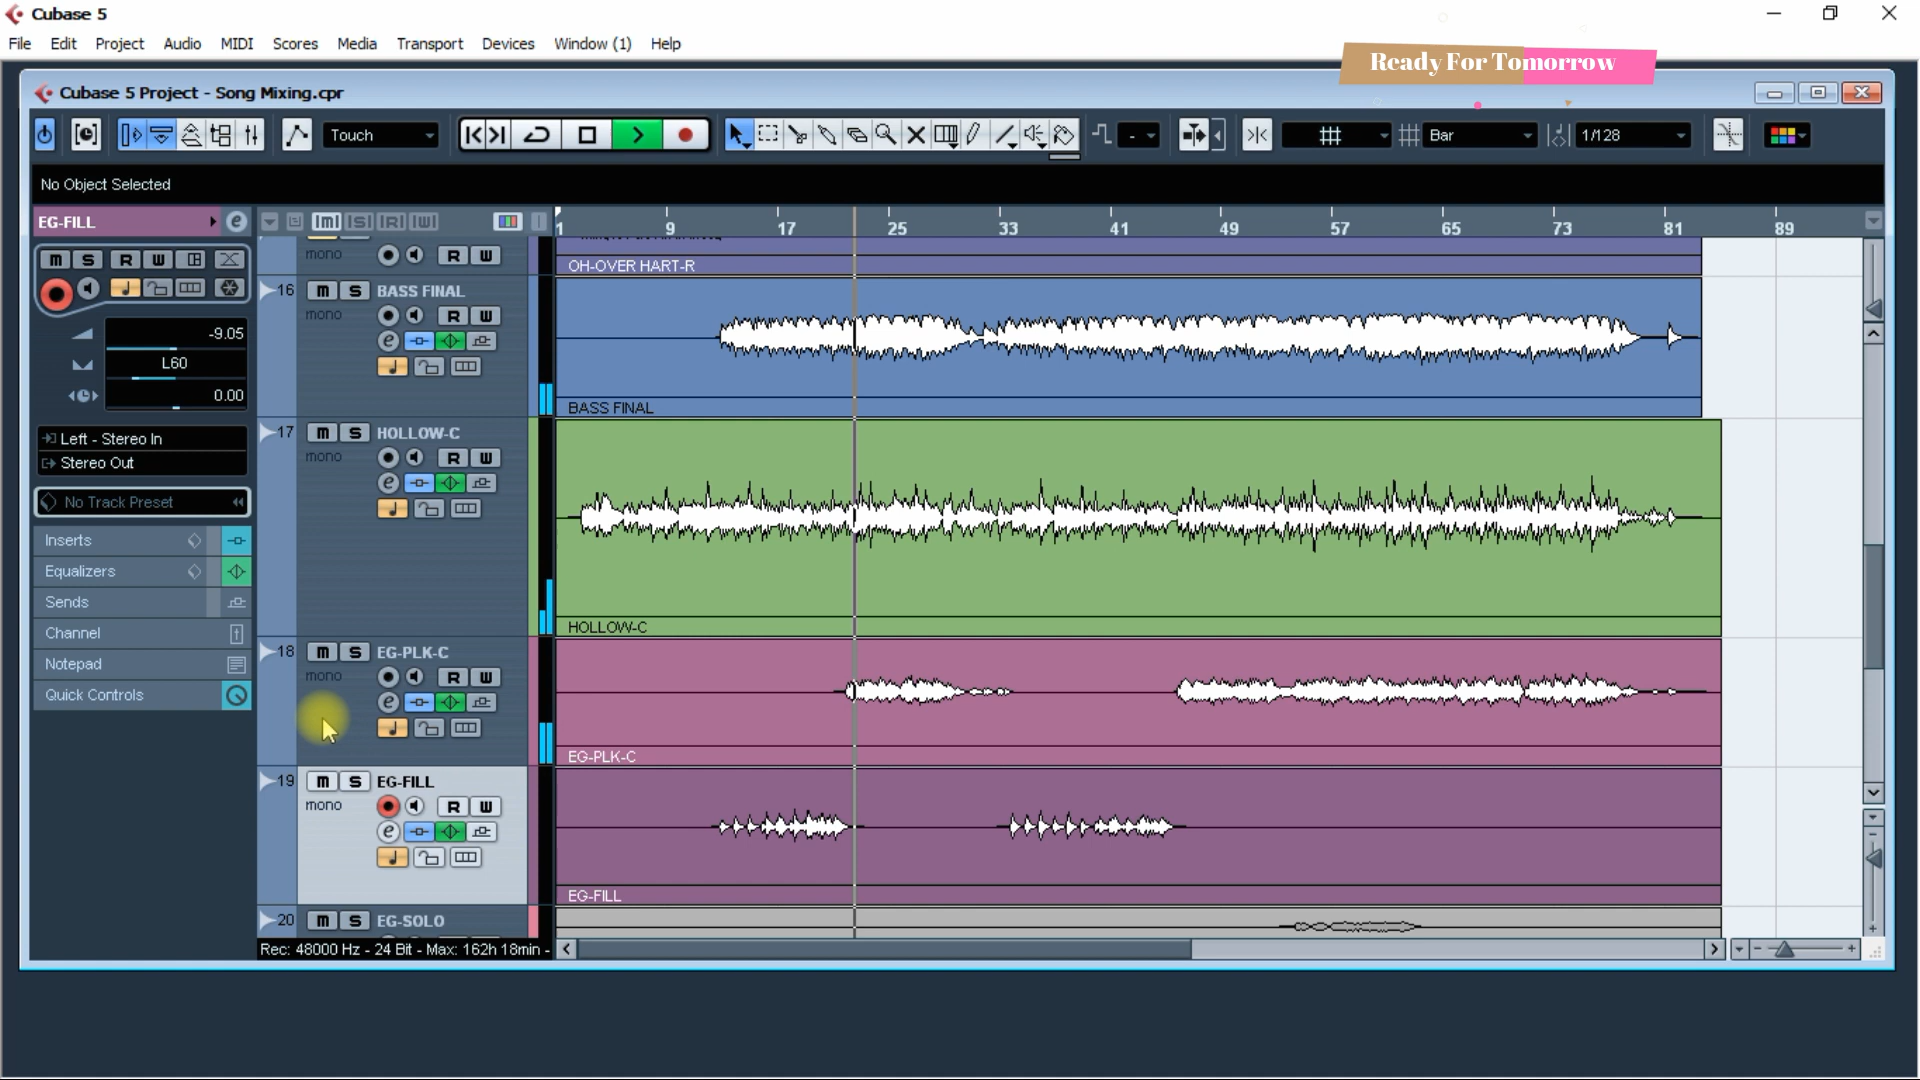 Cubase 5
File Edit Project Audio MIDI Scores Media Transport Devices Window (1) Help
Ready For Tomorrow
Cubase 5 Project - Song Mixing.cpr
Touch - Bar 1/128
No Object Selected
EG-FILL e m S R W 1 9 17 25 33 41 49 57 65 73 81 89
m S R W
mono R W
OH-OVER HART-R
16 m S BASS FINAL
mono R W
e
-9.05
L60
0.00
BASS FINAL
17 m S HOLLOW-C
mono R W
e
Left - Stereo In
Stereo Out
No Track Preset
Inserts
Equalizers
Sends
Channel
Notepad
Quick Controls
HOLLOW-C
18 m S EG-PLK-C
mono R W
e
EG-PLK-C
19 m S EG-FILL
mono R W
e
EG-FILL
20 m S EG-SOLO
Rec: 48000 Hz - 24 Bit - Max: 162h 18min -